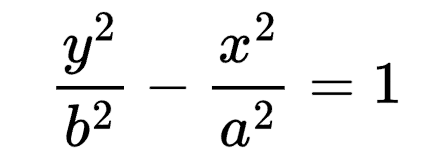 y²/b² − x²/a² = 1